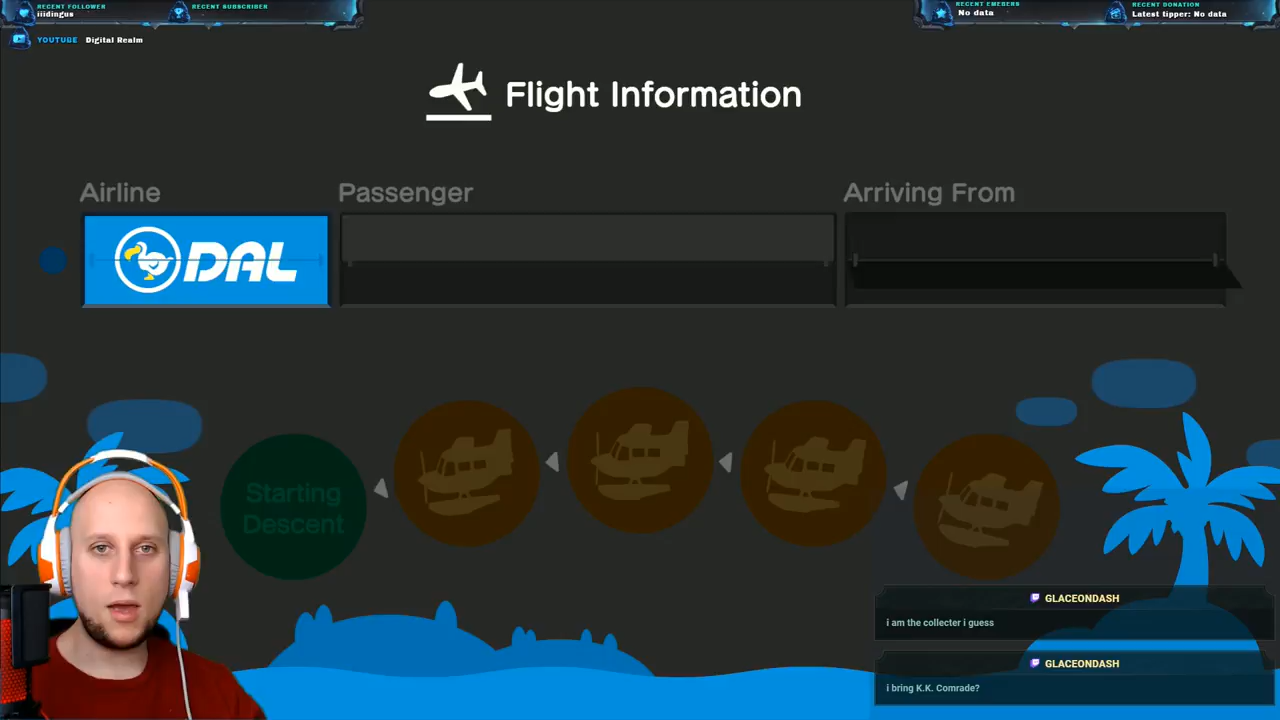 RECENT FOLLOWER
iiidingus
RECENT SUBSCRIBER
RECENT EMEBERS
No data
RECENT DONATION
Latest tipper: No data
YOUTUBE Digital Realm
Flight Information
Airline
Passenger
Arriving From
DAL
Starting
Descent
GLACEONDASH
i am the collecter i guess
GLACEONDASH
i bring K.K. Comrade?